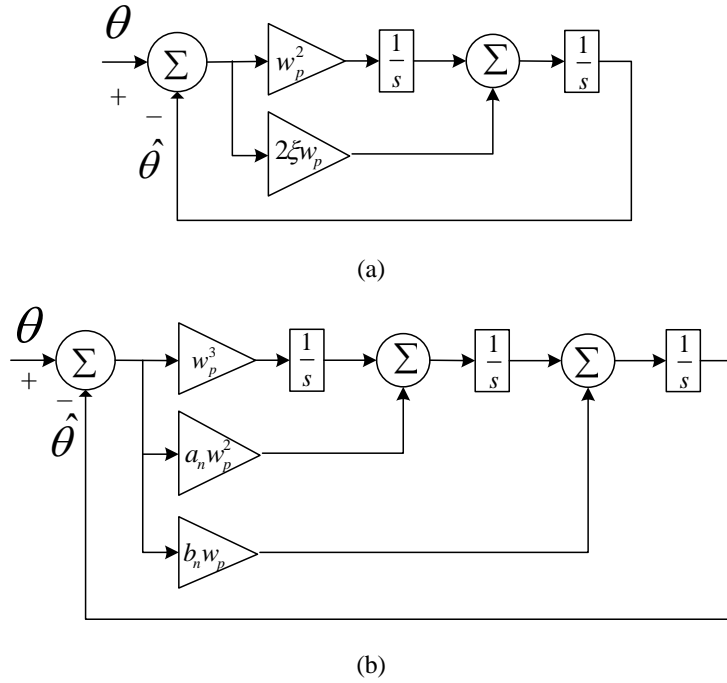 θ
Σ
w_p^2
1/s
Σ
1/s
+
−
θ̂
2ξw_p
(a)
θ
Σ
w_p^3
1/s
Σ
1/s
Σ
1/s
+
−
θ̂
a_n w_p^2
b_n w_p
(b)